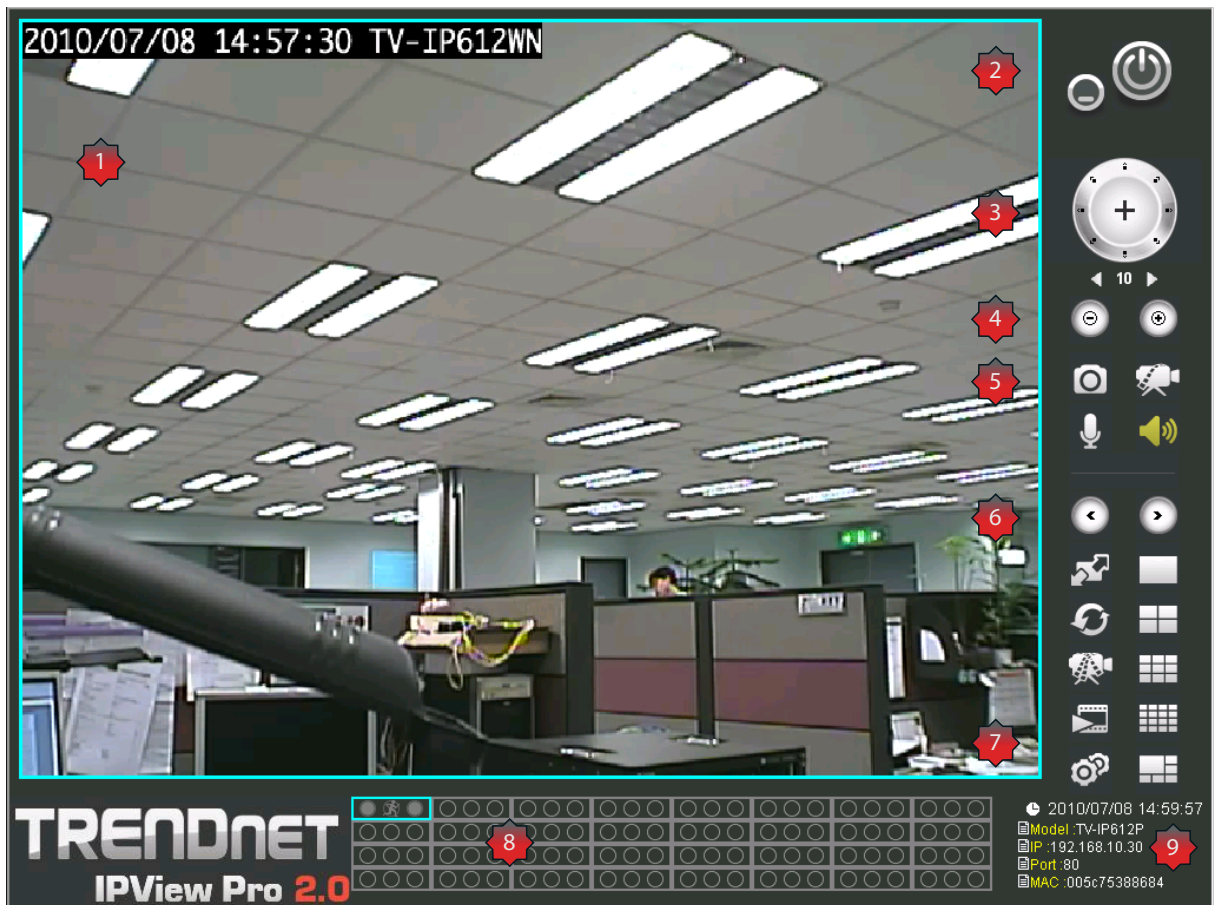 2010/07/08 14:57:30 TV-IP612WN
1
2
3
10
4
5
6
7
8
9
TRENDnET
IPView Pro 2.0
2010/07/08 14:59:57
Model :TV-IP612P
IP :192.168.10.30
Port :80
MAC :005c75388684